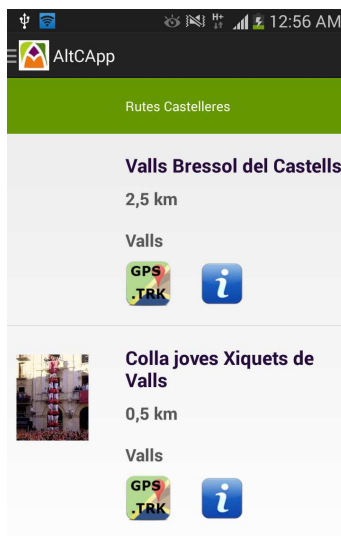 12:56 AM
AltCApp
Rutes Castelleres
Valls Bressol del Castells
2,5 km
Valls
GPS
.TRK
i
Colla joves Xiquets de
Valls
0,5 km
Valls
GPS
.TRK
i